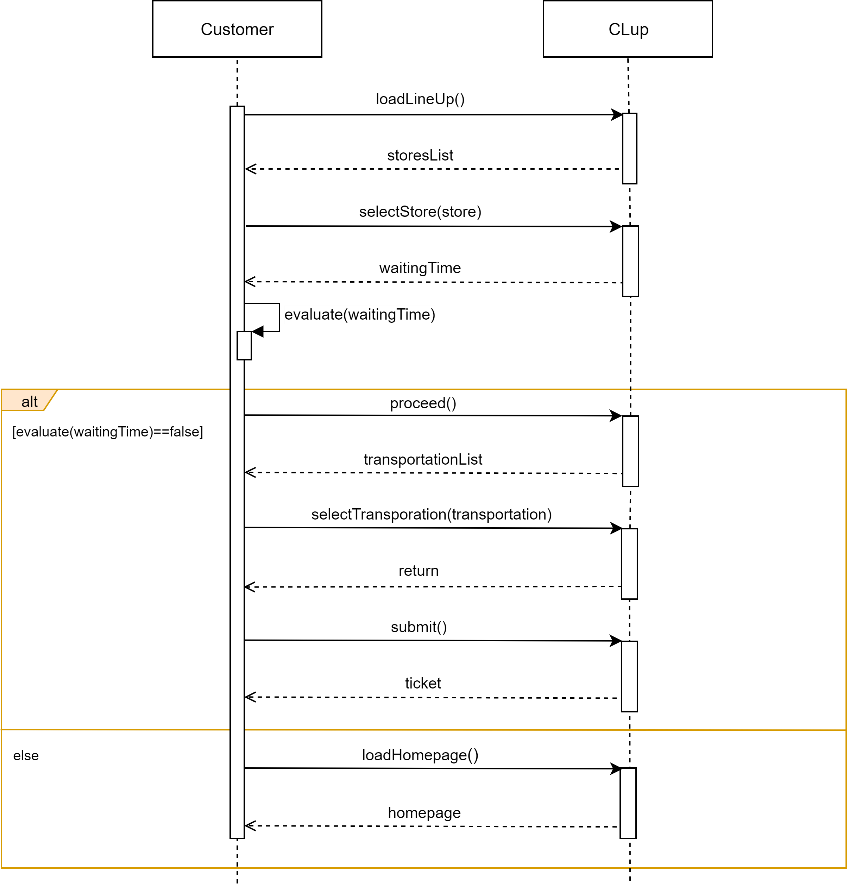 Customer
CLup
loadLineUp()
storesList
selectStore(store)
waitingTime
evaluate(waitingTime)
alt
proceed()
[evaluate(waitingTime)==false]
transportationList
selectTransporation(transportation)
return
submit()
ticket
else
loadHomepage()
homepage